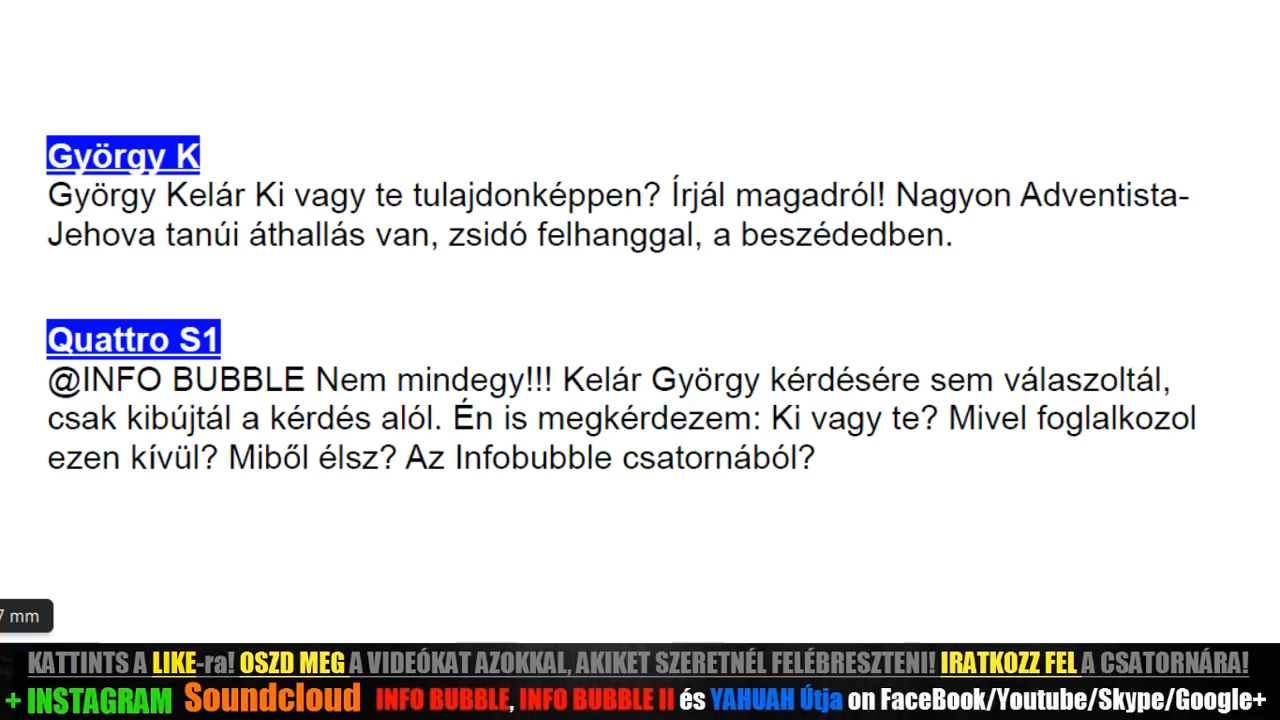 György K
György Kelár Ki vagy te tulajdonképpen? Írjál magadról! Nagyon Adventista-
Jehova tanúi áthallás van, zsidó felhanggal, a beszédedben.
Quattro S1
@INFO BUBBLE Nem mindegy!!! Kelár György kérdésére sem válaszoltál,
csak kibújtál a kérdés alól. Én is megkérdezem: Ki vagy te? Mivel foglalkozol
ezen kívül? Miből élsz? Az Infobubble csatornából?
7 mm
KATTINTS A LIKE-ra! OSZD MEG A VIDEÓKAT AZOKKAL, AKIKET SZERETNÉL FELÉBRESZTENI! IRATKOZZ FEL A CSATORNÁRA!
+ INSTAGRAM Soundcloud INFO BUBBLE, INFO BUBBLE II és YAHUAH Útja on FaceBook/Youtube/Skype/Google+